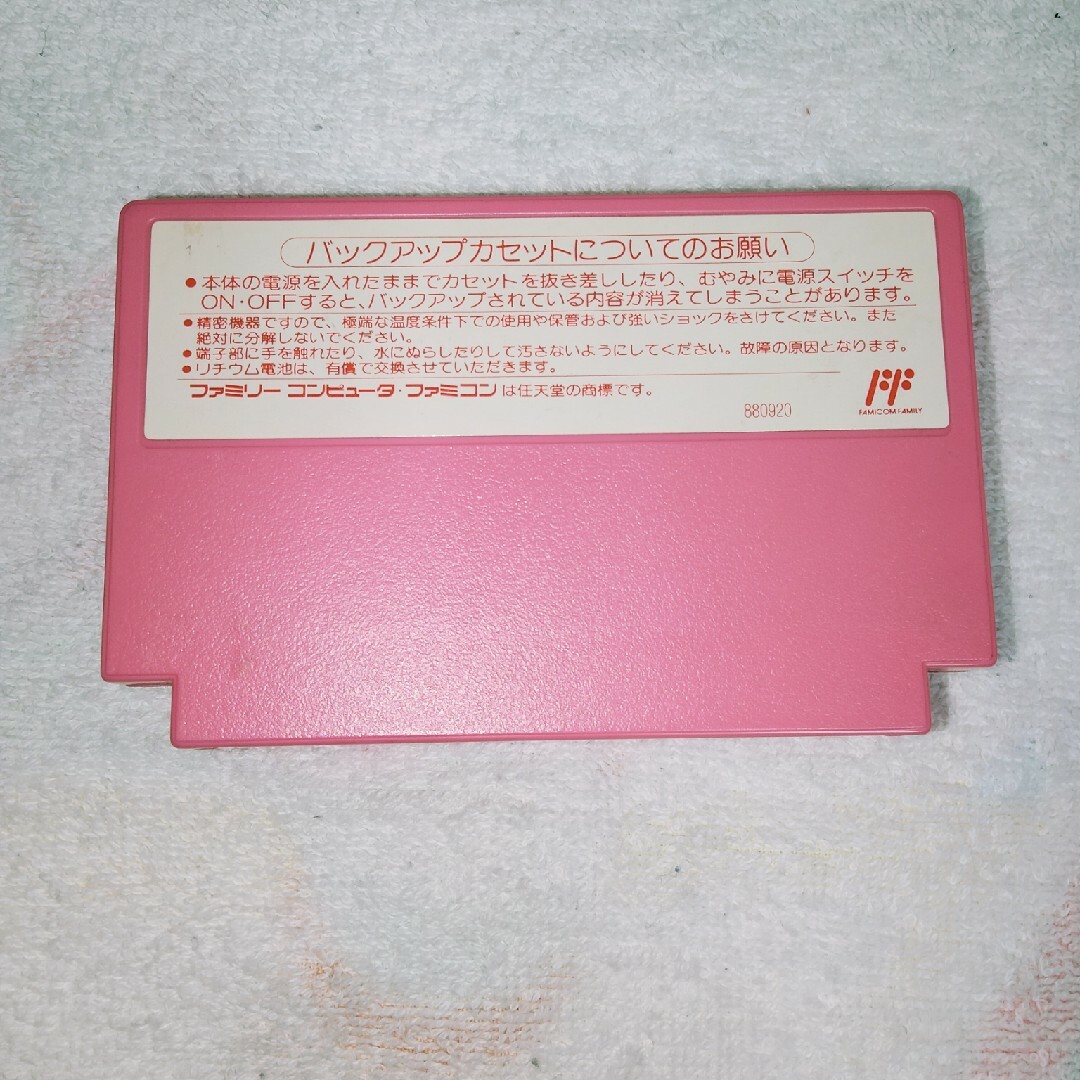 1
バックアップカセットについてのお願い
●本体の電源を入れたままでカセットを抜き差ししたり、むやみに電源スイッチを
ON・OFFすると、バックアップされている内容が消えてしまうことがあります。
●精密機器ですので、極端な温度条件下での使用や保管および強いショックをさけてください。また
絶対に分解しないでください。
●端子部に手を触れたり、水にぬらしたりして汚さないようにしてください。故障の原因となります。
●リチウム電池は、有償で交換させていただきます。
ファミリー コンピュータ・ファミコンは任天堂の商標です。
880920
FAMICOM FAMILY